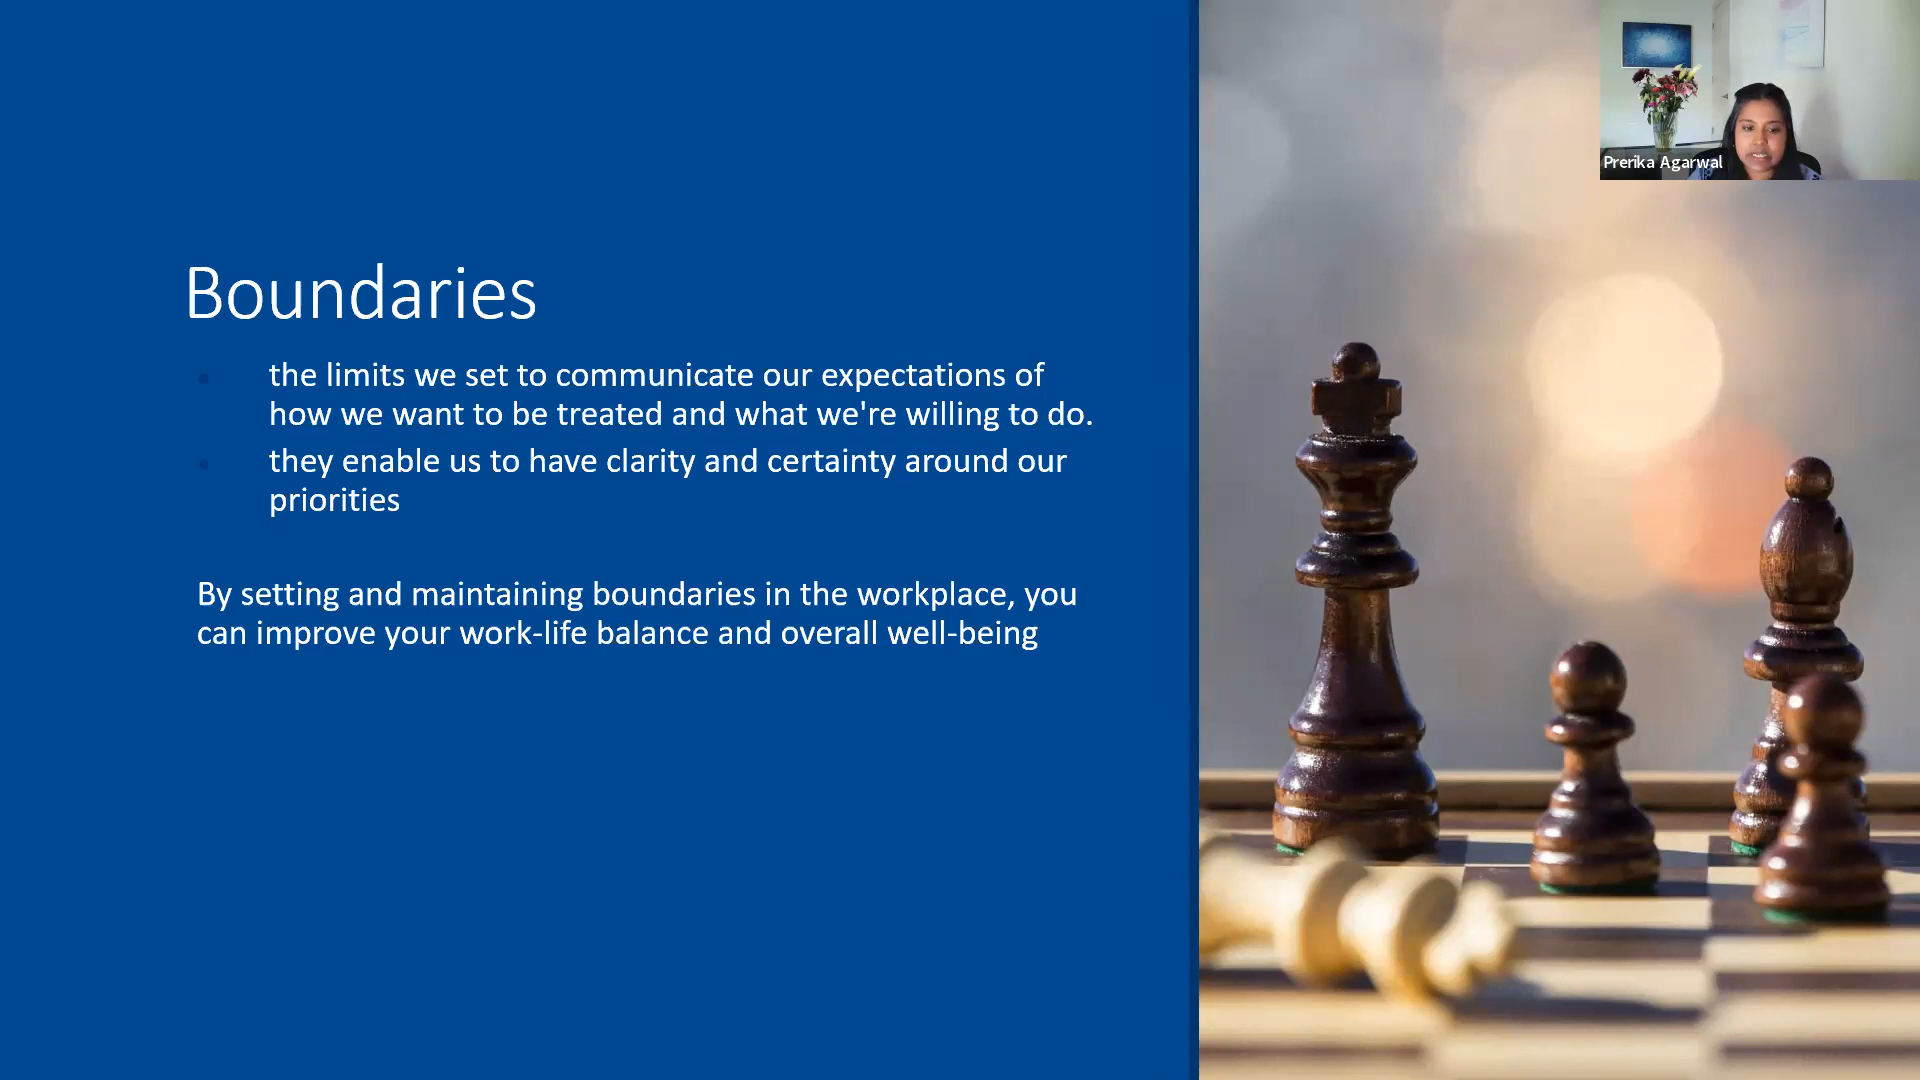 Prerika Agarwal
Boundaries
the limits we set to communicate our expectations of
how we want to be treated and what we're willing to do.
they enable us to have clarity and certainty around our
priorities
By setting and maintaining boundaries in the workplace, you
can improve your work-life balance and overall well-being